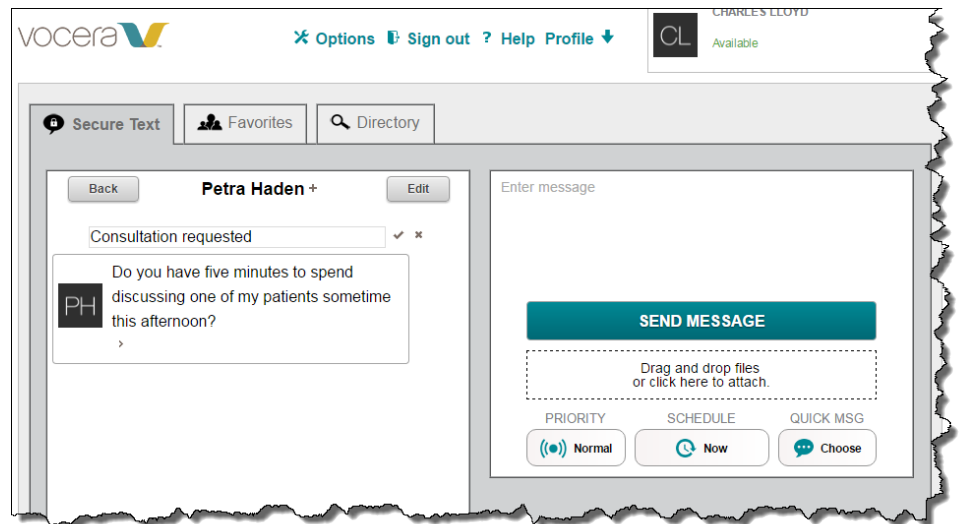 vocera
Options Sign out ? Help Profile
CHARLES LLOYD
CL
Available
Secure Text
Favorites
Directory
Back
Petra Haden +
Edit
Consultation requested
PH
Do you have five minutes to spend
discussing one of my patients sometime
this afternoon?
>
Enter message
SEND MESSAGE
Drag and drop files
or click here to attach.
PRIORITY SCHEDULE QUICK MSG
Normal Now Choose